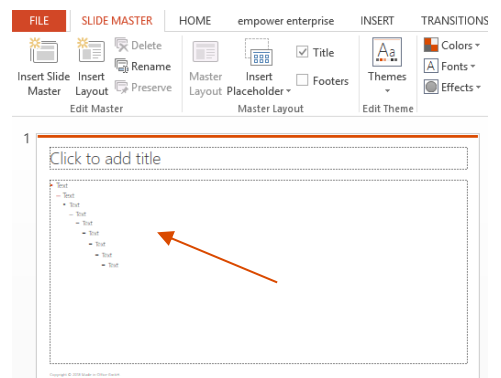 FILE SLIDE MASTER HOME empower enterprise INSERT TRANSITIONS
Insert Slide Master
Insert Layout
Delete
Rename
Preserve
Edit Master
Master Layout
Insert Placeholder
Title
Footers
Master Layout
Aa
Themes
Edit Theme
Colors
A Fonts
Effects
1
Click to add title
Text
– Text
• Text
– Text
– Text
– Text
– Text
– Text
– Text